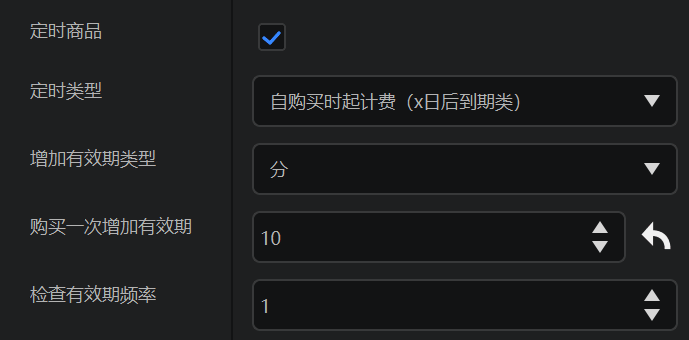 定时商品
定时类型
自购买时起计费（x日后到期类）
增加有效期类型
分
购买一次增加有效期
10
检查有效期频率
1